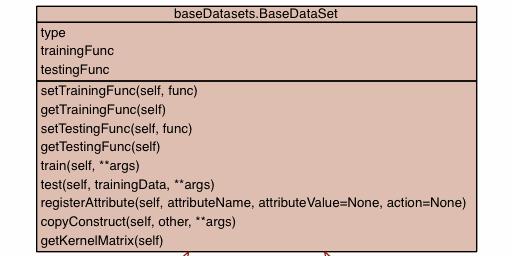 baseDatasets.BaseDataSet
type
trainingFunc
testingFunc
setTrainingFunc(self, func)
getTrainingFunc(self)
setTestingFunc(self, func)
getTestingFunc(self)
train(self, **args)
test(self, trainingData, **args)
registerAttribute(self, attributeName, attributeValue=None, action=None)
copyConstruct(self, other, **args)
getKernelMatrix(self)